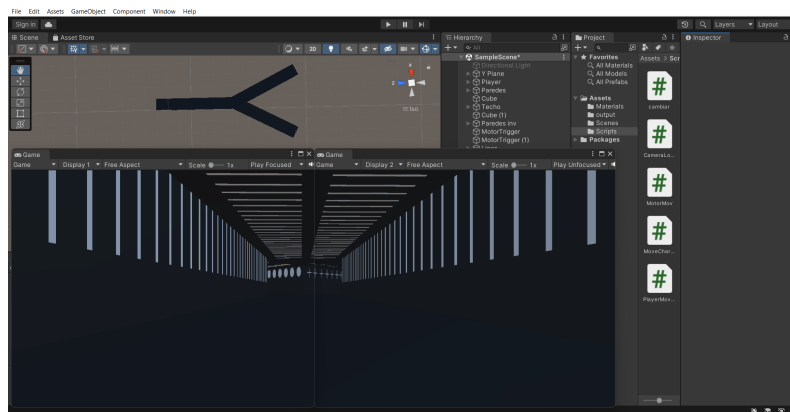 File Edit Assets GameObject Component Window Help
Sign in
Layers Layout
Scene Asset Store
2D
z
Iso
Hierarchy
All
SampleScene*
Directional Light
Y Plane
Player
Paredes
Cube
Techo
Cube (1)
Paredes inv
MotorTrigger
MotorTrigger (1)
Project
Favorites
All Materials
All Models
All Prefabs
Assets
Materials
output
Scenes
Scripts
Packages
Assets > Scr
cambiar
CameraLo...
MotorMov
MoveChar...
PlayerMov...
Inspector
Game
Game Display 1 Free Aspect Scale 1x Play Focused
Game
Game Display 2 Free Aspect Scale 1x Play Unfocused